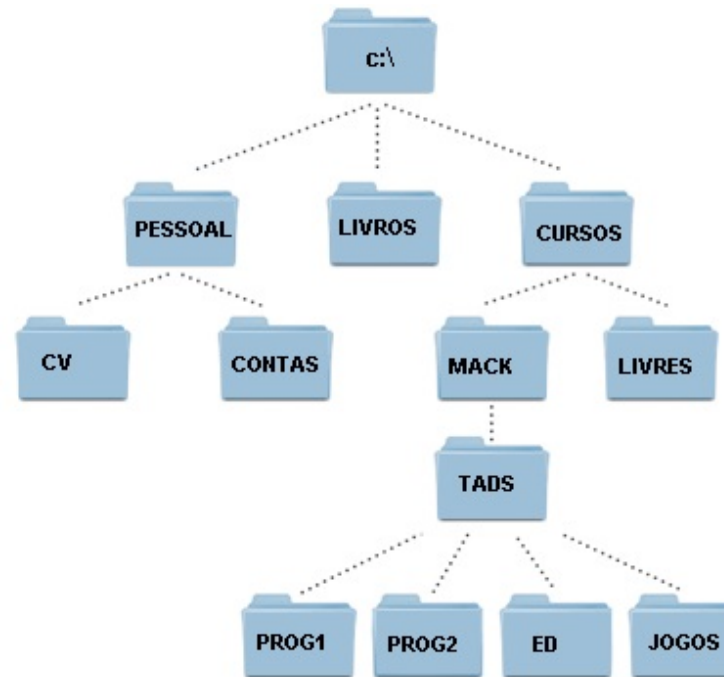 c:\
PESSOAL
LIVROS
CURSOS
CV
CONTAS
MACK
LIVRES
TADS
PROG1
PROG2
ED
JOGOS